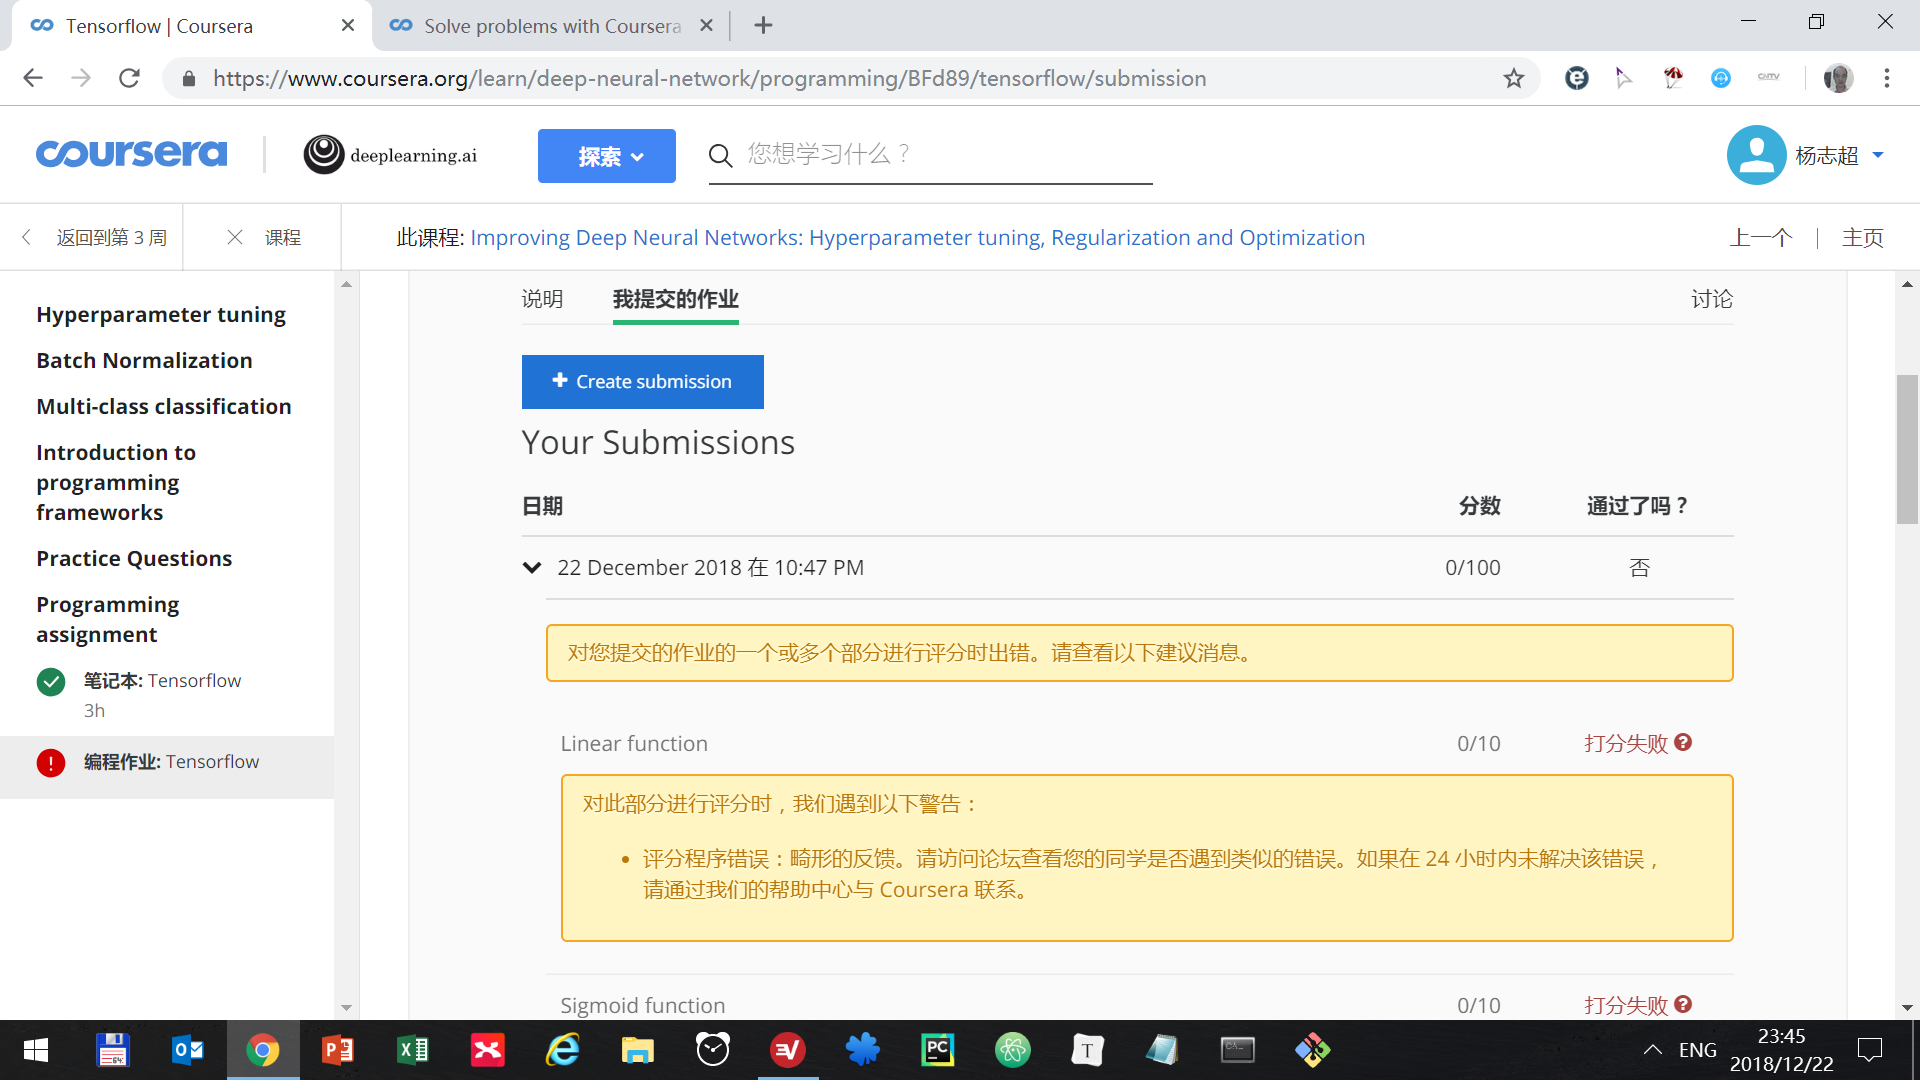 Tensorflow | Coursera
Solve problems with Coursera
https://www.coursera.org/learn/deep-neural-network/programming/BFd89/tensorflow/submission
coursera
deeplearning.ai
探索
您想学习什么？
杨志超
返回到第 3 周
课程
此课程: Improving Deep Neural Networks: Hyperparameter tuning, Regularization and Optimization
上一个
主页
Hyperparameter tuning
Batch Normalization
Multi-class classification
Introduction to
programming
frameworks
Practice Questions
Programming
assignment
笔记本: Tensorflow
3h
编程作业: Tensorflow
说明
我提交的作业
讨论
Create submission
Your Submissions
日期
分数
通过了吗？
22 December 2018 在 10:47 PM
0/100
否
对您提交的作业的一个或多个部分进行评分时出错。请查看以下建议消息。
Linear function
0/10
打分失败
对此部分进行评分时，我们遇到以下警告：
评分程序错误：畸形的反馈。请访问论坛查看您的同学是否遇到类似的错误。如果在 24 小时内未解决该错误，
请通过我们的帮助中心与 Coursera 联系。
Sigmoid function
0/10
打分失败
ENG
23:45
2018/12/22